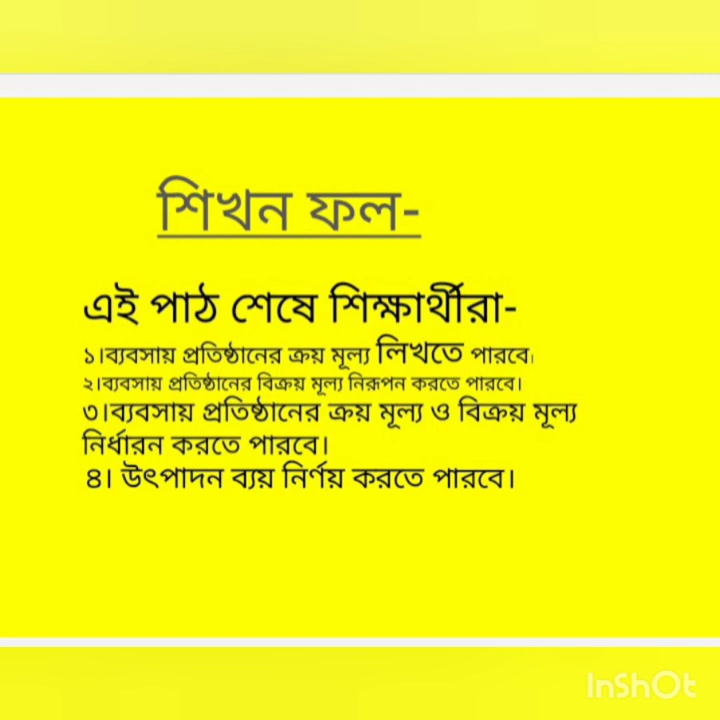 শিখন ফল-
এই পাঠ শেষে শিক্ষার্থীরা-
১।ব্যবসায় প্রতিষ্ঠানের ক্রয় মূল্য লিখতে পারবে।
২।ব্যবসায় প্রতিষ্ঠানের বিক্রয় মূল্য নিরূপন করতে পারবে।
৩।ব্যবসায় প্রতিষ্ঠানের ক্রয় মূল্য ও বিক্রয় মূল্য
নির্ধারন করতে পারবে।
৪। উৎপাদন ব্যয় নির্ণয় করতে পারবে।
InShOt